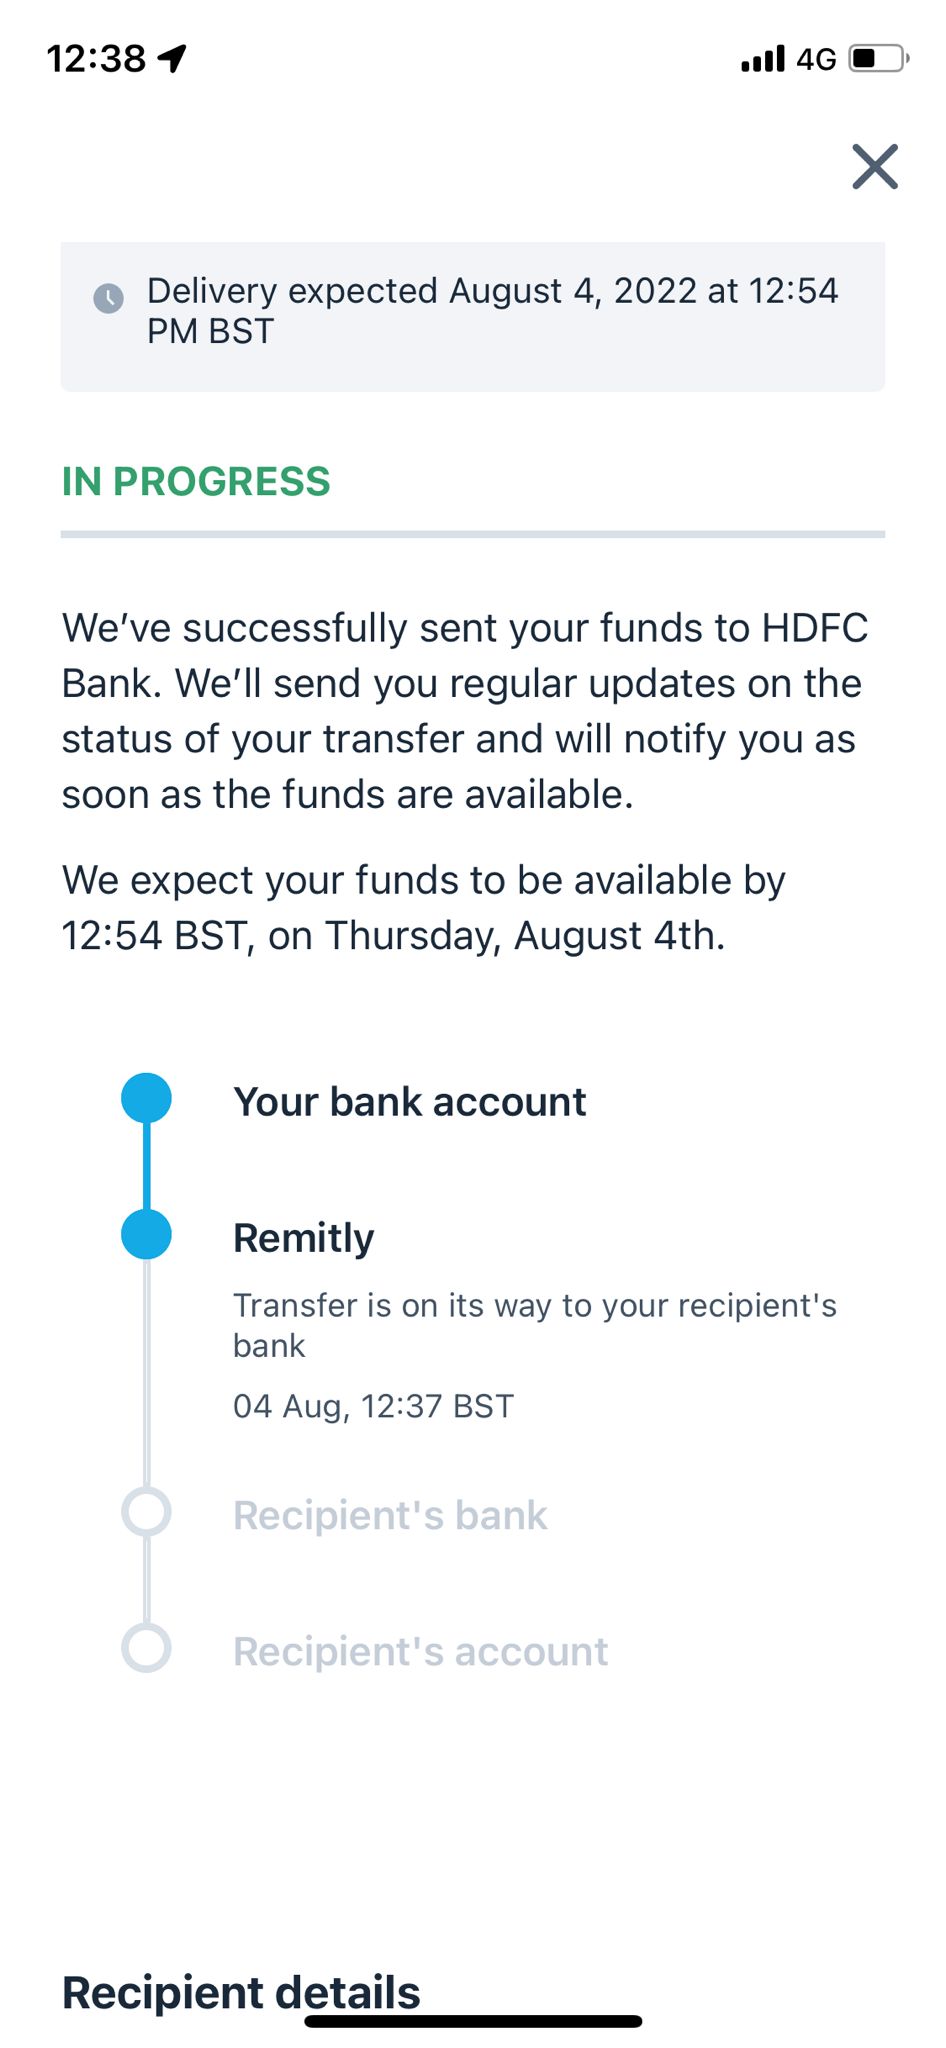 12:38
4G
Delivery expected August 4, 2022 at 12:54
PM BST
IN PROGRESS
We’ve successfully sent your funds to HDFC
Bank. We’ll send you regular updates on the
status of your transfer and will notify you as
soon as the funds are available.
We expect your funds to be available by
12:54 BST, on Thursday, August 4th.
Your bank account
Remitly
Transfer is on its way to your recipient's
bank
04 Aug, 12:37 BST
Recipient's bank
Recipient's account
Recipient details